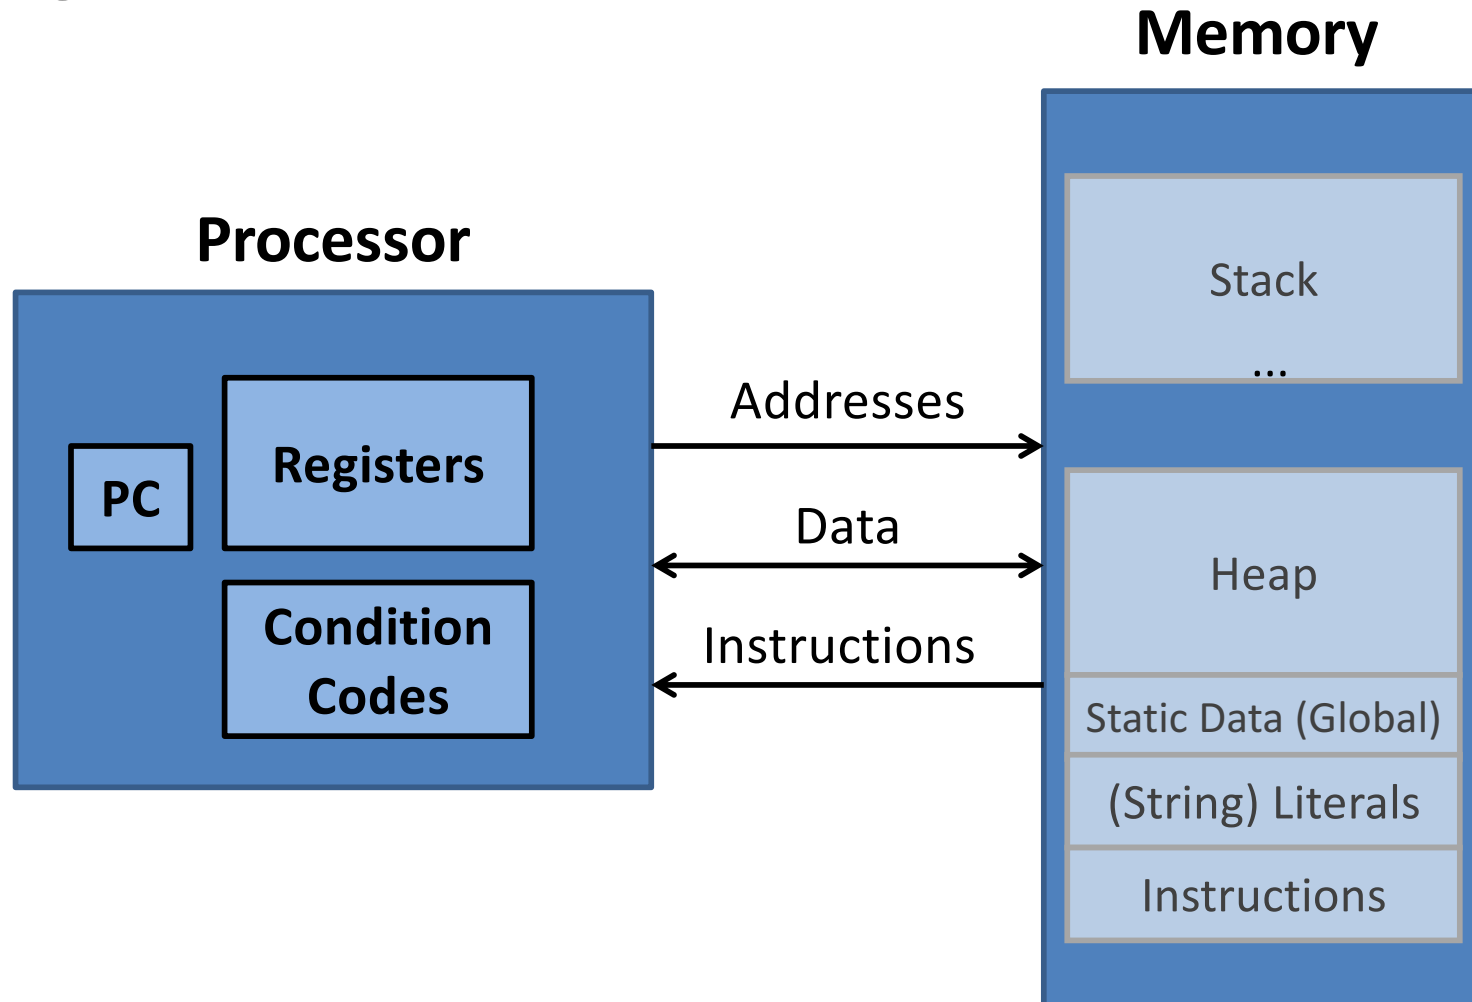 Memory
Processor
Stack
...
Addresses
Registers
PC
Data
Heap
Condition
Codes
Instructions
Static Data (Global)
(String) Literals
Instructions